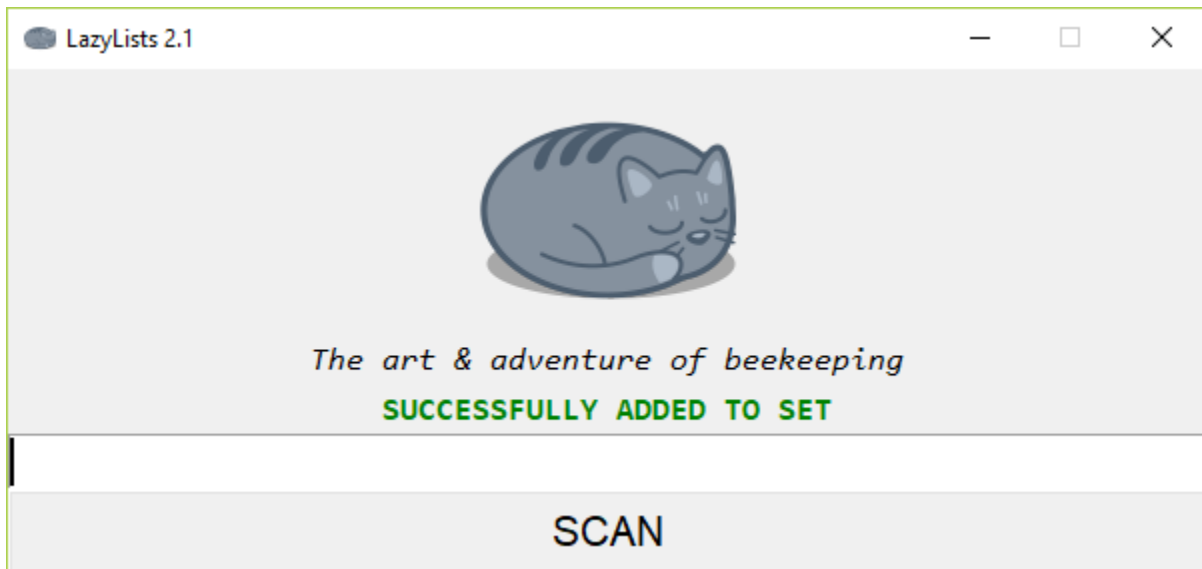 LazyLists 2.1
The art & adventure of beekeeping
SUCCESSFULLY ADDED TO SET
SCAN